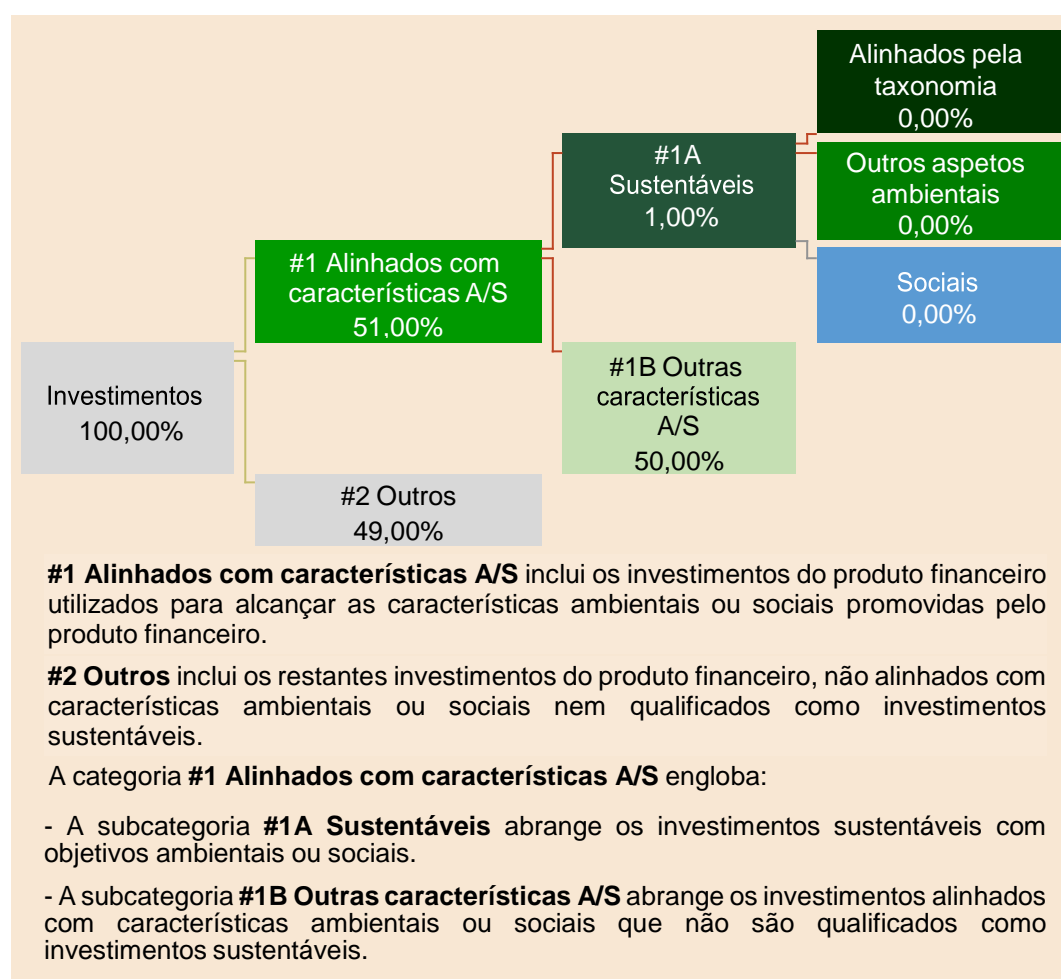 Alinhados pela
taxonomia
0,00%
#1A
Sustentáveis
1,00%
Outros aspetos
ambientais
0,00%
#1 Alinhados com
características A/S
51,00%
Sociais
0,00%
Investimentos
100,00%
#1B Outras
características
A/S
50,00%
#2 Outros
49,00%
#1 Alinhados com características A/S inclui os investimentos do produto financeiro
utilizados para alcançar as características ambientais ou sociais promovidas pelo
produto financeiro.
#2 Outros inclui os restantes investimentos do produto financeiro, não alinhados com
características ambientais ou sociais nem qualificados como investimentos
sustentáveis.
A categoria #1 Alinhados com características A/S engloba:
- A subcategoria #1A Sustentáveis abrange os investimentos sustentáveis com
objetivos ambientais ou sociais.
- A subcategoria #1B Outras características A/S abrange os investimentos alinhados
com características ambientais ou sociais que não são qualificados como
investimentos sustentáveis.